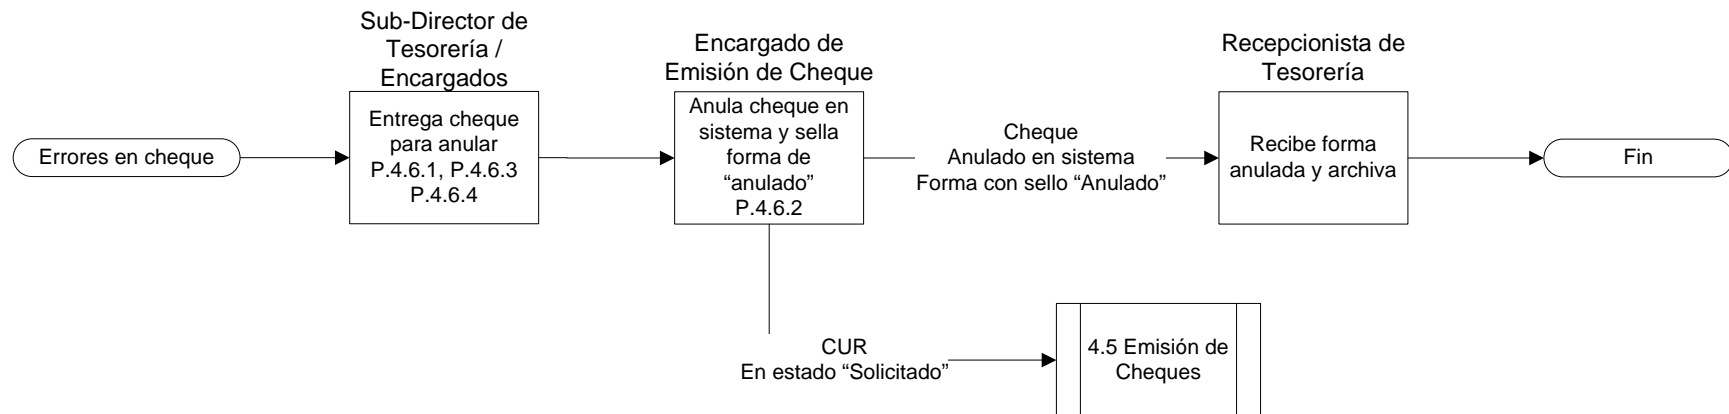 Errores en cheque
Sub-Director de
Tesorería /
Encargados
Entrega cheque
para anular
P.4.6.1, P.4.6.3
P.4.6.4
Encargado de
Emisión de Cheque
Anula cheque en
sistema y sella
forma de
“anulado”
P.4.6.2
Cheque
Anulado en sistema
Forma con sello “Anulado”
Recepcionista de
Tesorería
Recibe forma
anulada y archiva
Fin
CUR
En estado “Solicitado”
4.5 Emisión de
Cheques